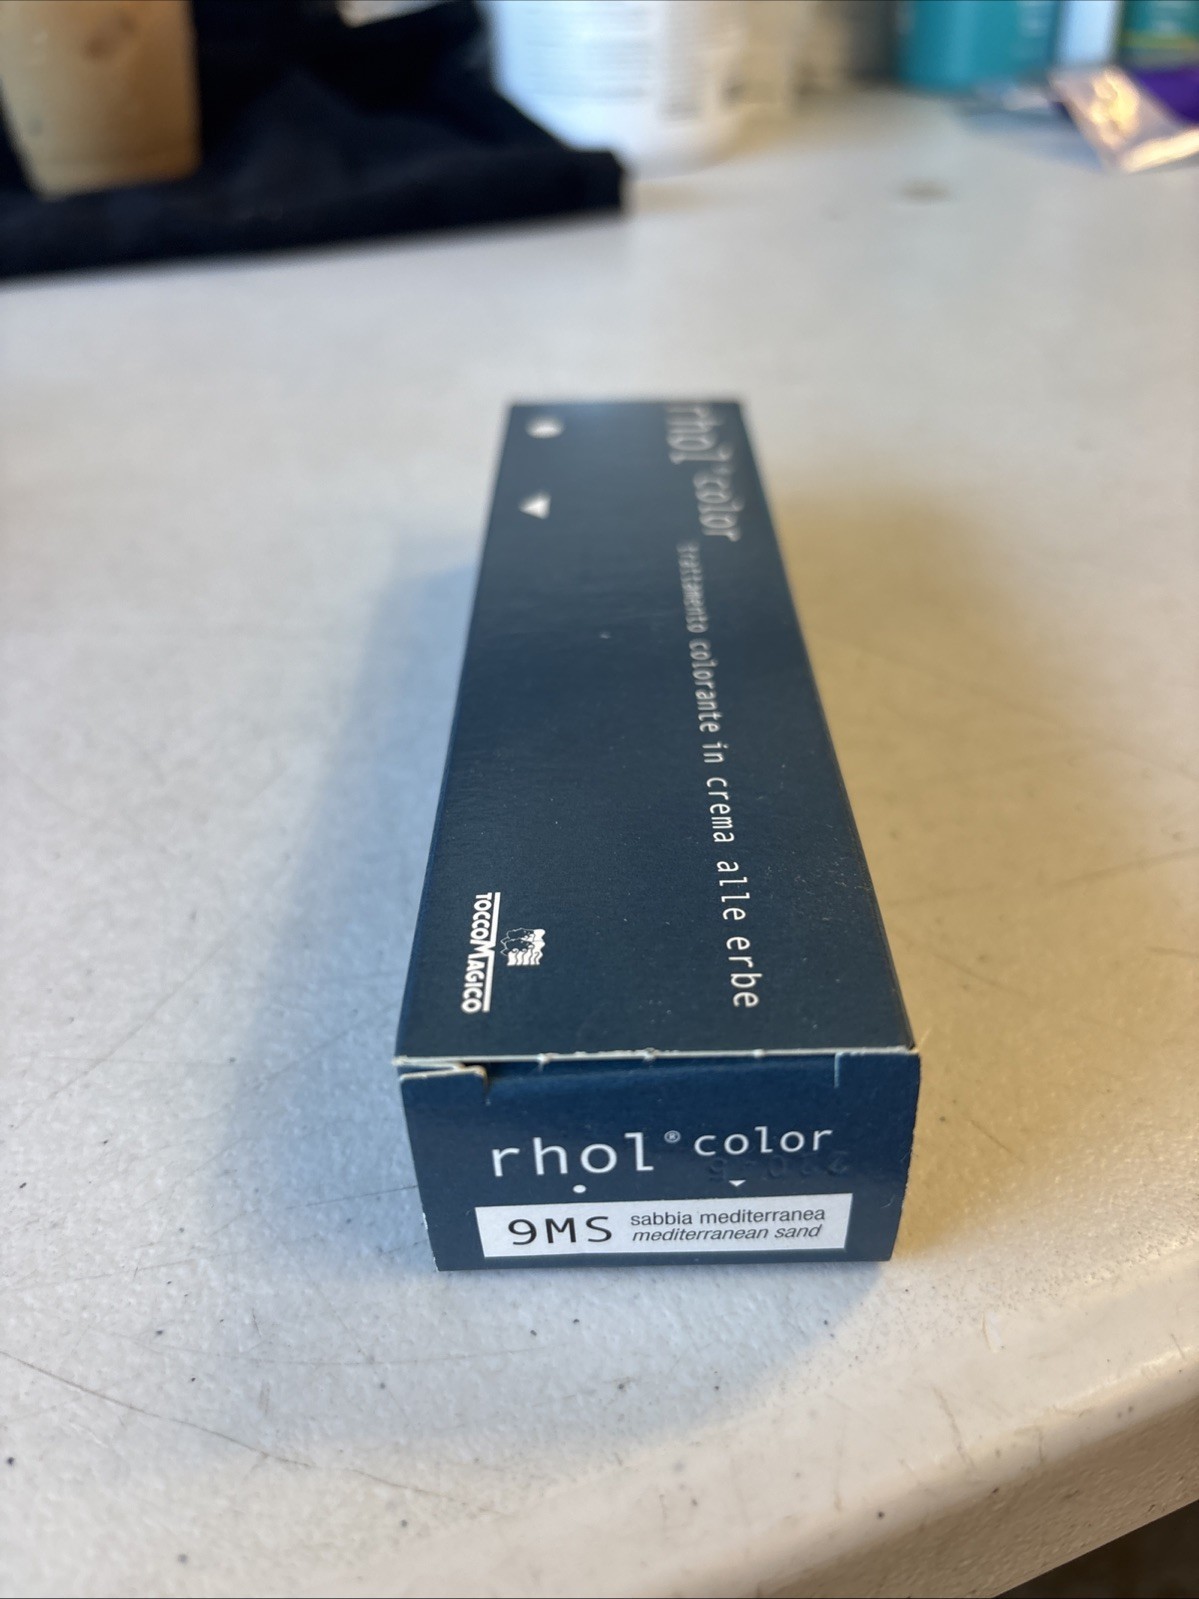 rhol®color
trattamento colorante in crema alle erbe
TOCCOMAGICO
rhol®color
9MS
sabbia mediterranea
mediterranean sand